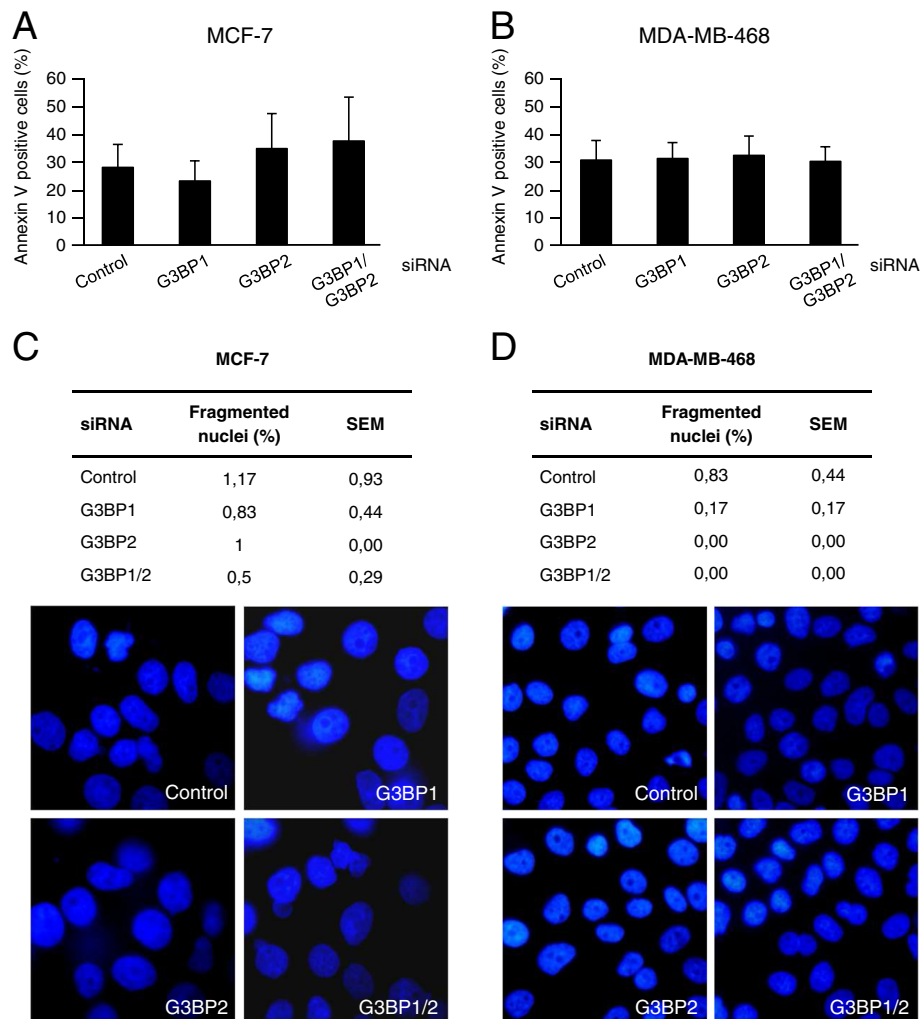 A
MCF-7
Annexin V positive cells (%)
60
50
40
30
20
10
0
Control
G3BP1
G3BP2
G3BP1/
G3BP2
siRNA
B
MDA-MB-468
Annexin V positive cells (%)
60
50
40
30
20
10
0
Control
G3BP1
G3BP2
G3BP1/
G3BP2
siRNA
C
MCF-7
siRNA Fragmented nuclei (%) SEM
Control 1,17 0,93
G3BP1 0,83 0,44
G3BP2 1 0,00
G3BP1/2 0,5 0,29
Control
G3BP1
G3BP2
G3BP1/2
D
MDA-MB-468
siRNA Fragmented nuclei (%) SEM
Control 0,83 0,44
G3BP1 0,17 0,17
G3BP2 0,00 0,00
G3BP1/2 0,00 0,00
Control
G3BP1
G3BP2
G3BP1/2